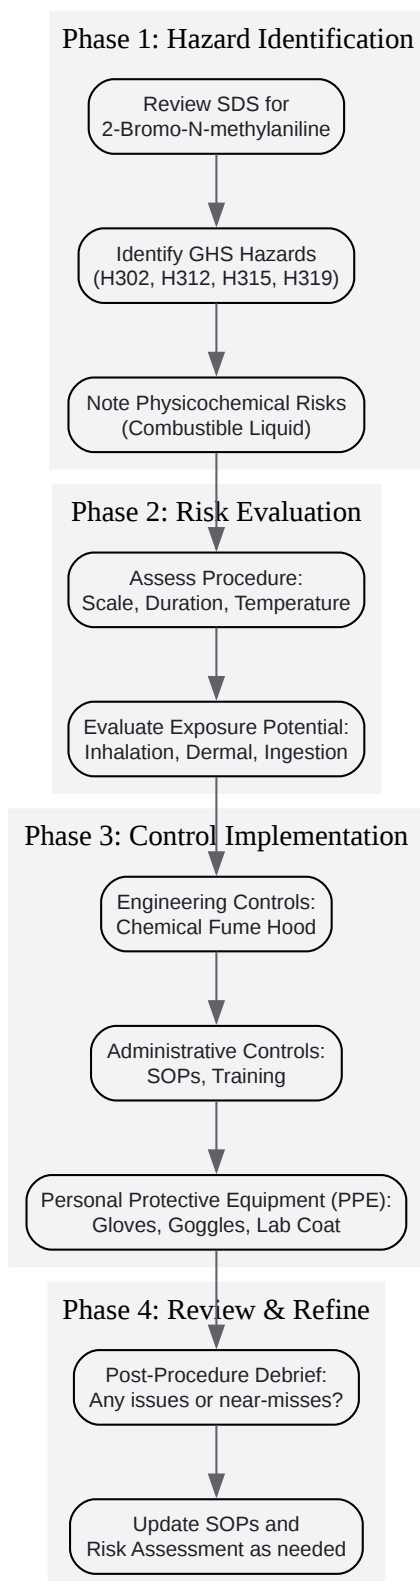 Phase 1: Hazard Identification
Review SDS for
2-Bromo-N-methylaniline
Identify GHS Hazards
(H302, H312, H315, H319)
Note Physicochemical Risks
(Combustible Liquid)
Phase 2: Risk Evaluation
Assess Procedure:
Scale, Duration, Temperature
Evaluate Exposure Potential:
Inhalation, Dermal, Ingestion
Phase 3: Control Implementation
Engineering Controls:
Chemical Fume Hood
Administrative Controls:
SOPs, Training
Personal Protective Equipment (PPE):
Gloves, Goggles, Lab Coat
Phase 4: Review & Refine
Post-Procedure Debrief:
Any issues or near-misses?
Update SOPs and
Risk Assessment as needed